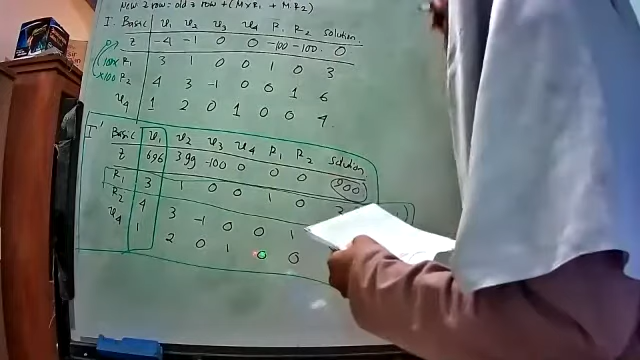 New z row = old z row + (M×R1 + M×R2)
I. Basic x1 x2 x3 x4 R1 R2 solution.
z -4 -1 0 0 -100 -100 0
100x R1 3 1 0 0 1 0 3
x100 R2 4 3 -1 0 0 1 6
x4 1 2 0 1 0 0 4
I' Basic x1 x2 x3 x4 R1 R2 solution
z 696 399 -100 0 0 0 900
R1 3 1 0 0 1 0
R2 4 3 -1 0 0 1
x4 1 2 0 1 0 0